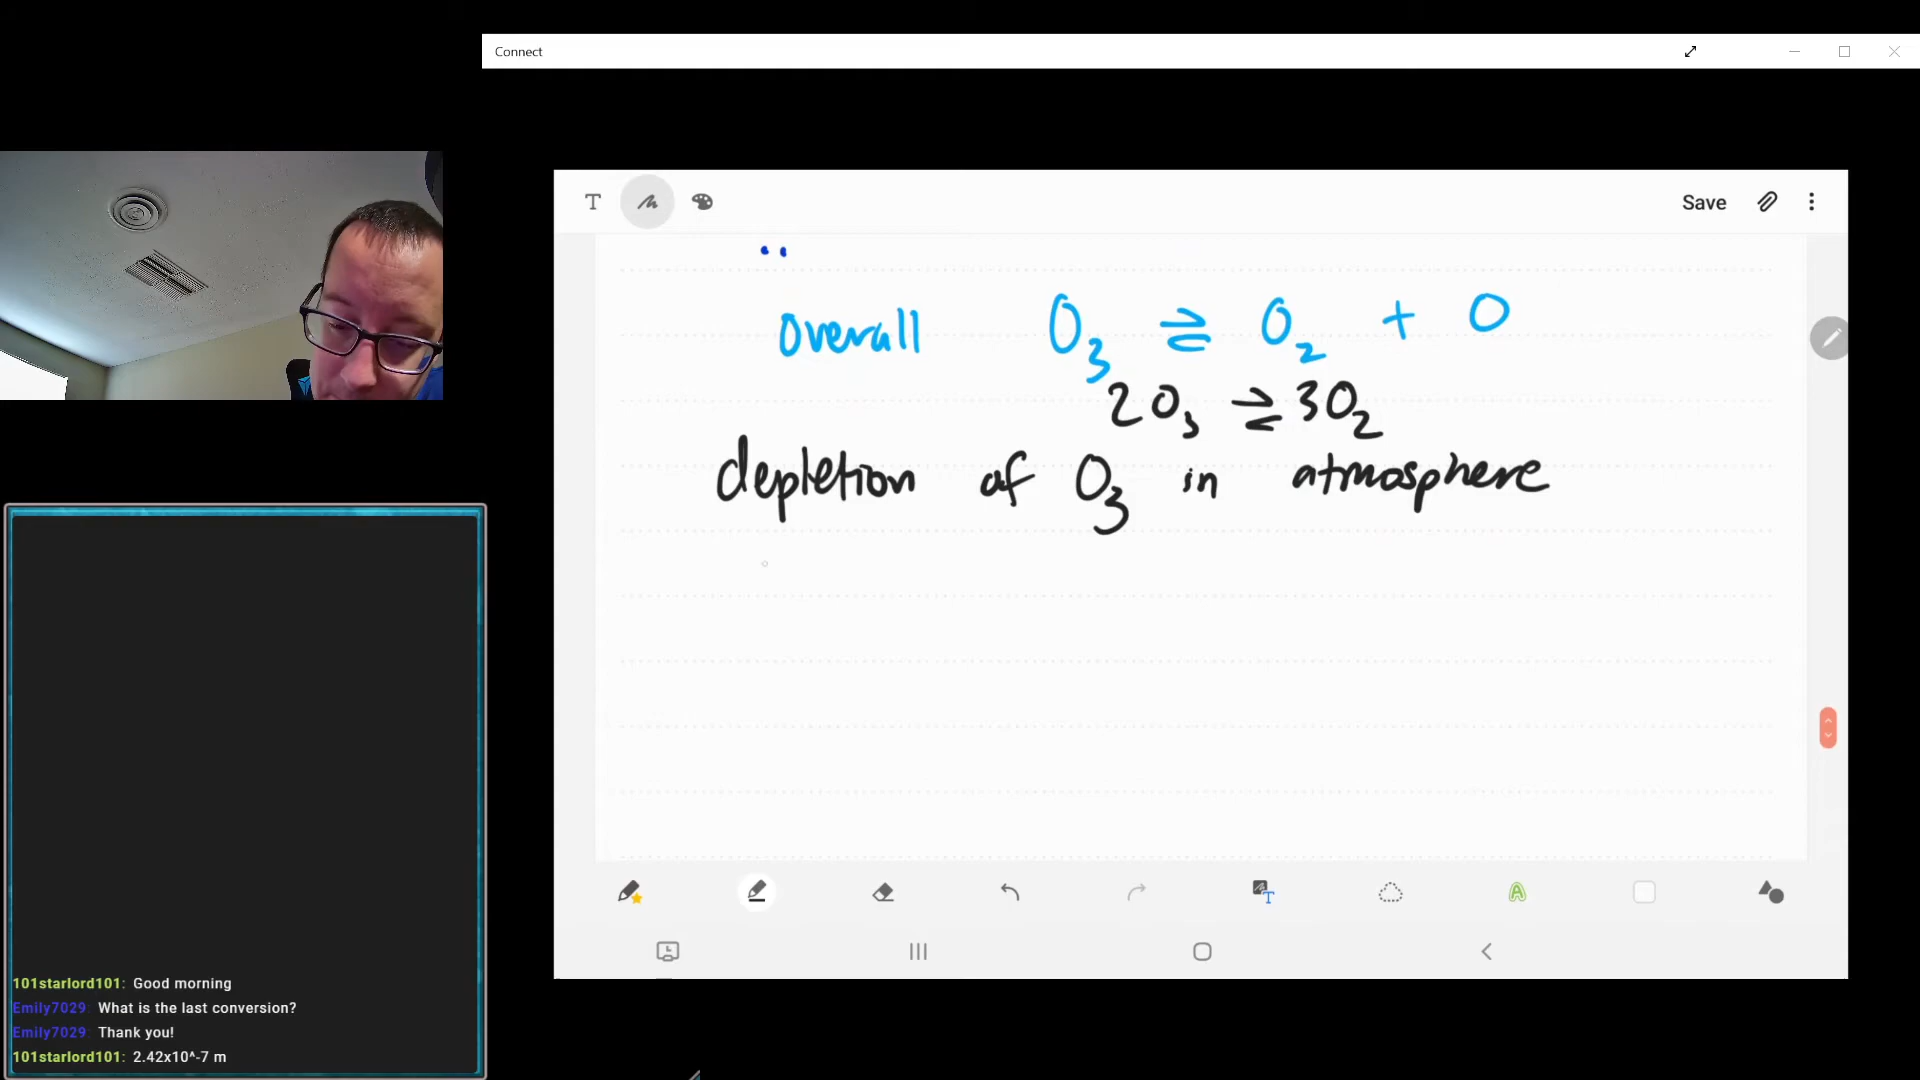 Connect
T Save
Overall O₃ ⇌ O₂ + O
2O₃ ⇌ 3O₂
depletion of O₃ in atmosphere
101starlord101: Good morning
Emily7029: What is the last conversion?
Emily7029: Thank you!
101starlord101: 2.42x10^-7 m
T
A